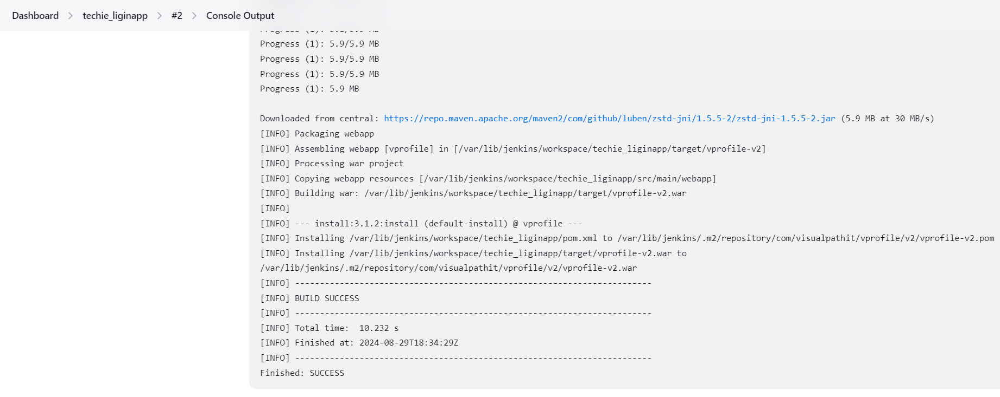 Dashboard > techie_liginapp > #2 > Console Output
Progress (1): 5.9/5.9 MB
Progress (1): 5.9/5.9 MB
Progress (1): 5.9/5.9 MB
Progress (1): 5.9 MB
Downloaded from central: https://repo.maven.apache.org/maven2/com/github/luben/zstd-jni/1.5.5-2/zstd-jni-1.5.5-2.jar (5.9 MB at 30 MB/s)
[INFO] Packaging webapp
[INFO] Assembling webapp [vprofile] in [/var/lib/jenkins/workspace/techie_liginapp/target/vprofile-v2]
[INFO] Processing war project
[INFO] Copying webapp resources [/var/lib/jenkins/workspace/techie_liginapp/src/main/webapp]
[INFO] Building war: /var/lib/jenkins/workspace/techie_liginapp/target/vprofile-v2.war
[INFO]
[INFO] --- install:3.1.2:install (default-install) @ vprofile ---
[INFO] Installing /var/lib/jenkins/workspace/techie_liginapp/pom.xml to /var/lib/jenkins/.m2/repository/com/visualpathit/vprofile/v2/vprofile-v2.pom
[INFO] Installing /var/lib/jenkins/workspace/techie_liginapp/target/vprofile-v2.war to
/var/lib/jenkins/.m2/repository/com/visualpathit/vprofile/v2/vprofile-v2.war
[INFO] ------------------------------------------------------------------------
[INFO] BUILD SUCCESS
[INFO] ------------------------------------------------------------------------
[INFO] Total time:  10.232 s
[INFO] Finished at: 2024-08-29T18:34:29Z
[INFO] ------------------------------------------------------------------------
Finished: SUCCESS